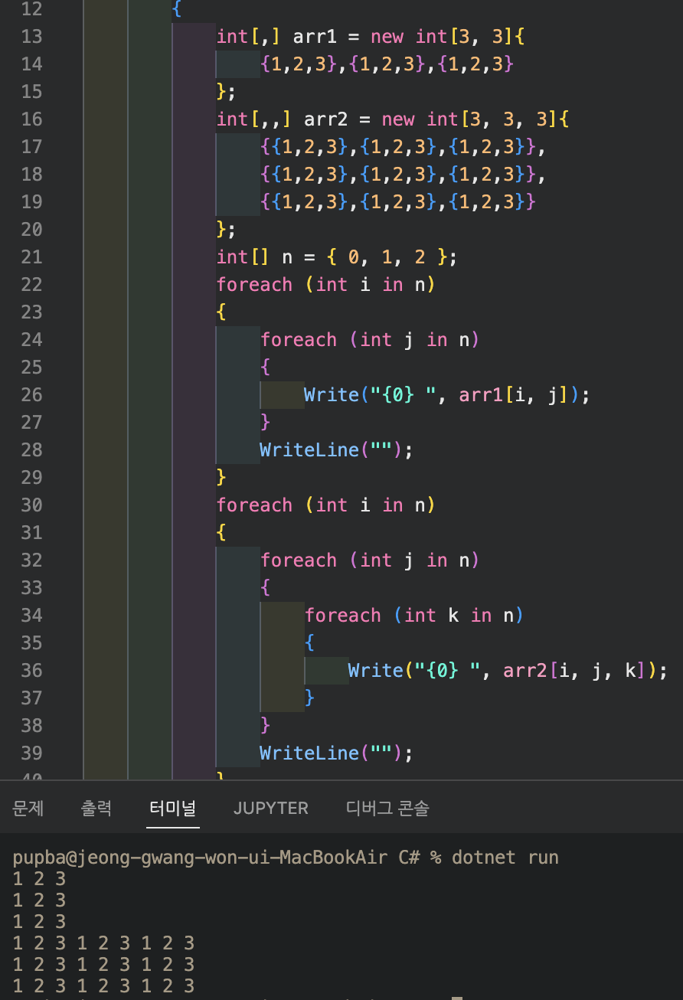 12 {
13 int[,] arr1 = new int[3, 3]{
14 {1,2,3},{1,2,3},{1,2,3}
15 };
16 int[,,] arr2 = new int[3, 3, 3]{
17 {{1,2,3},{1,2,3},{1,2,3}},
18 {{1,2,3},{1,2,3},{1,2,3}},
19 {{1,2,3},{1,2,3},{1,2,3}}
20 };
21 int[] n = { 0, 1, 2 };
22 foreach (int i in n)
23 {
24 foreach (int j in n)
25 {
26 Write("{0} ", arr1[i, j]);
27 }
28 WriteLine("");
29 }
30 foreach (int i in n)
31 {
32 foreach (int j in n)
33 {
34 foreach (int k in n)
35 {
36 Write("{0} ", arr2[i, j, k]);
37 }
38 }
39 WriteLine("");
40 }
문제 출력 터미널 JUPYTER 디버그 콘솔
pupba@jeong-gwang-won-ui-MacBookAir C# % dotnet run
1 2 3
1 2 3
1 2 3
1 2 3 1 2 3 1 2 3
1 2 3 1 2 3 1 2 3
1 2 3 1 2 3 1 2 3